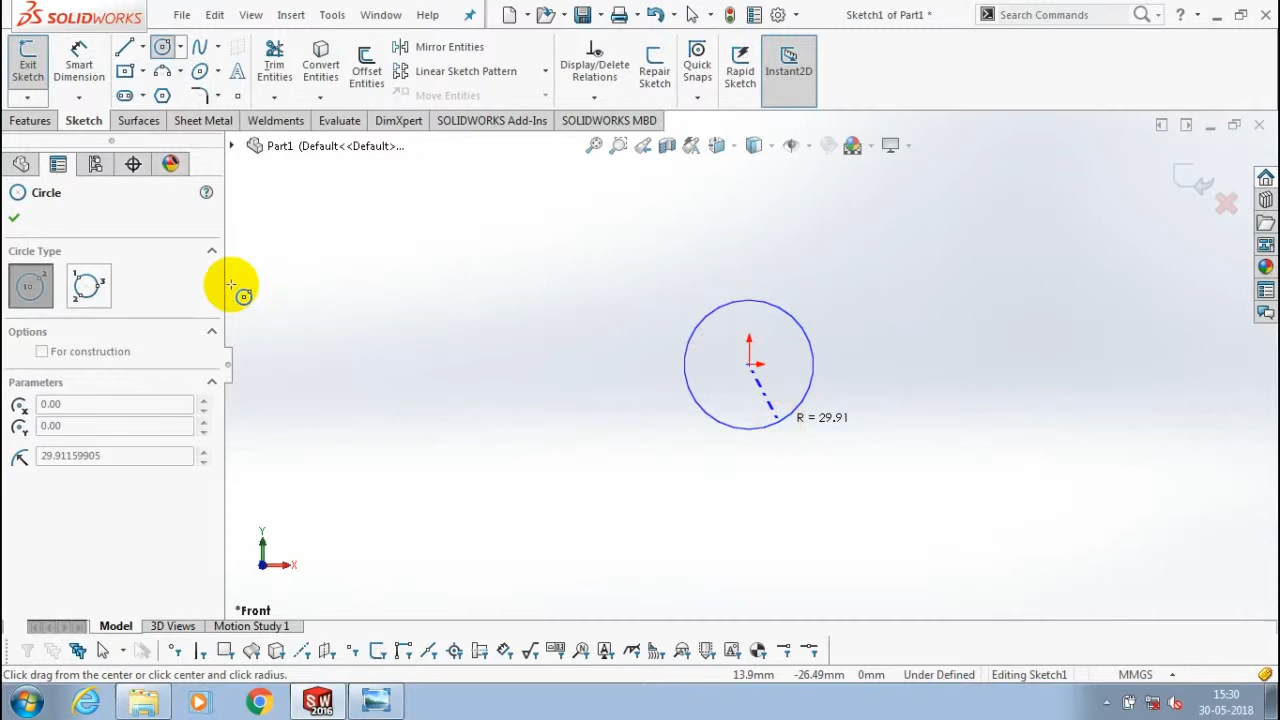 SOLIDWORKS File Edit View Insert Tools Window Help Sketch1 of Part1 * Search Commands ?
Exit Sketch Smart Dimension Trim Entities Convert Entities Offset Entities Mirror Entities Linear Sketch Pattern Move Entities Display/Delete Relations Repair Sketch Quick Snaps Rapid Sketch Instant2D
Features Sketch Surfaces Sheet Metal Weldments Evaluate DimXpert SOLIDWORKS Add-Ins SOLIDWORKS MBD
Part1 (Default<<Default>...
Circle ?
Circle Type
Options
For construction
Parameters
0.00
0.00
29.91159905
R = 29.91
Y
X
*Front
Model 3D Views Motion Study 1
Click drag from the center or click center and click radius. 13.9mm -26.49mm 0mm Under Defined Editing Sketch1 MMGS
SW 2016
15:30
30-05-2018